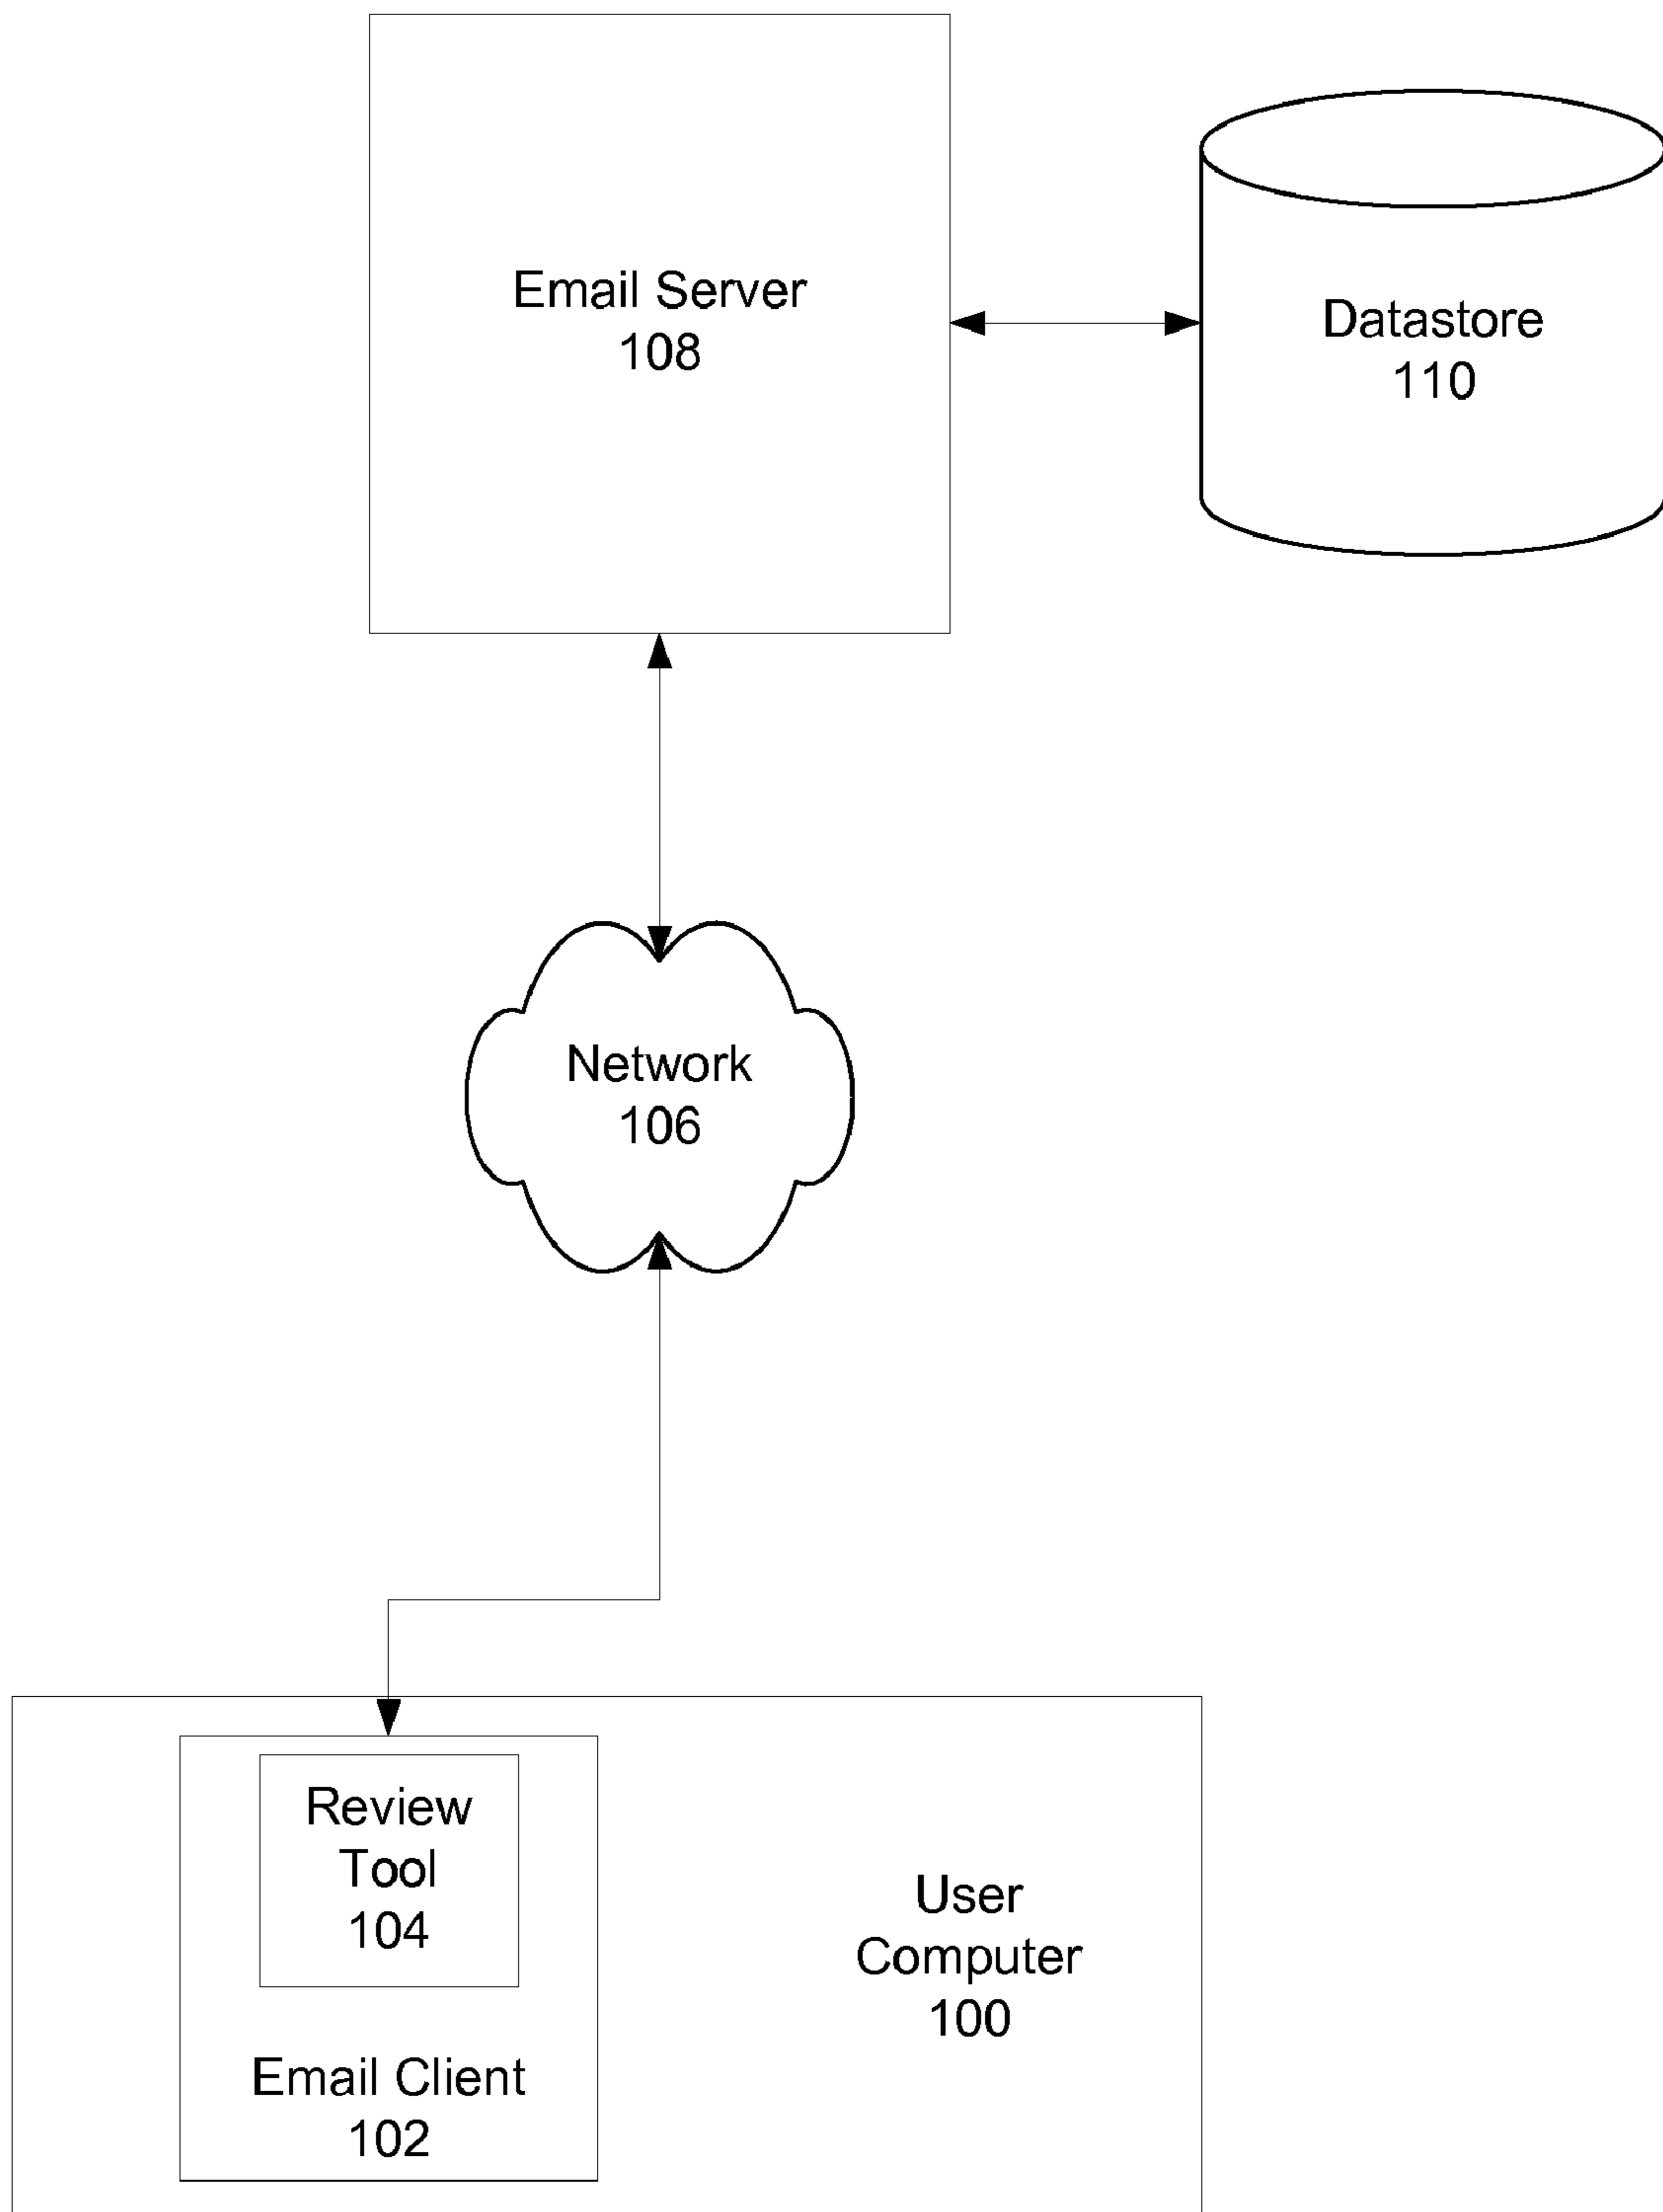 Email Server
108
Datastore
110
Network
106
Review
Tool
104
User
Computer
100
Email Client
102